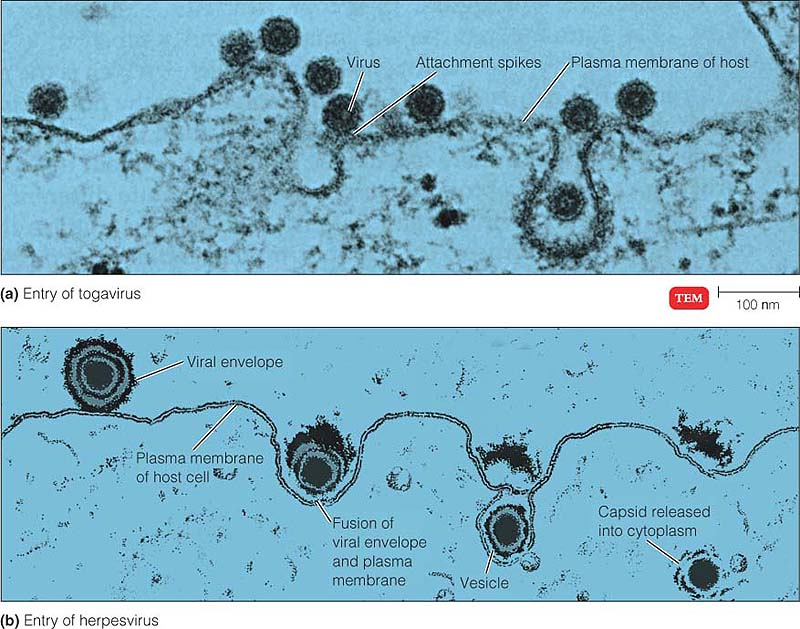 Virus
Attachment spikes
Plasma membrane of host
(a) Entry of togavirus
TEM
100 nm
Viral envelope
Plasma membrane
of host cell
Fusion of
viral envelope
and plasma
membrane
Vesicle
Capsid released
into cytoplasm
(b) Entry of herpesvirus